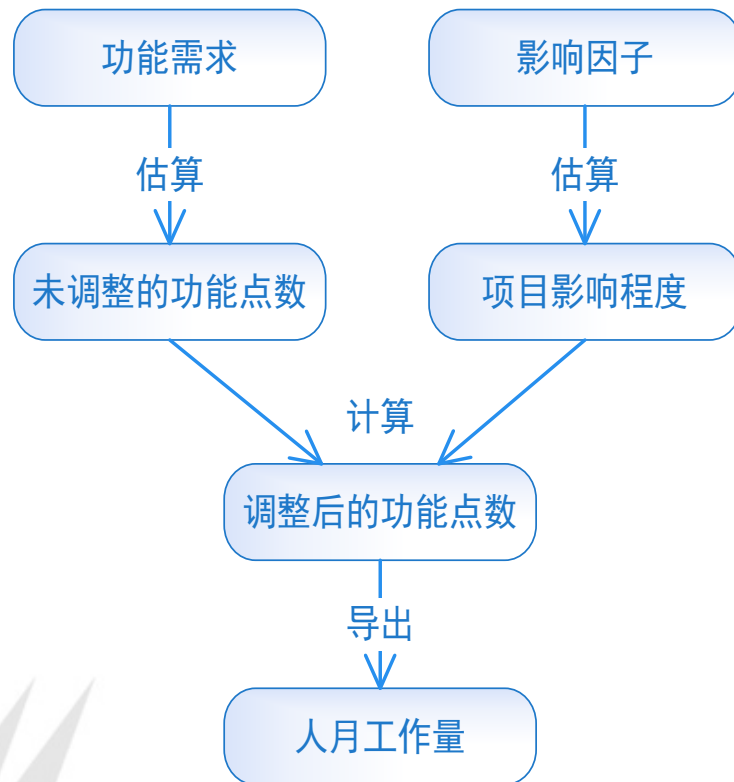 功能需求
影响因子
估算
估算
未调整的功能点数
项目影响程度
计算
调整后的功能点数
导出
人月工作量